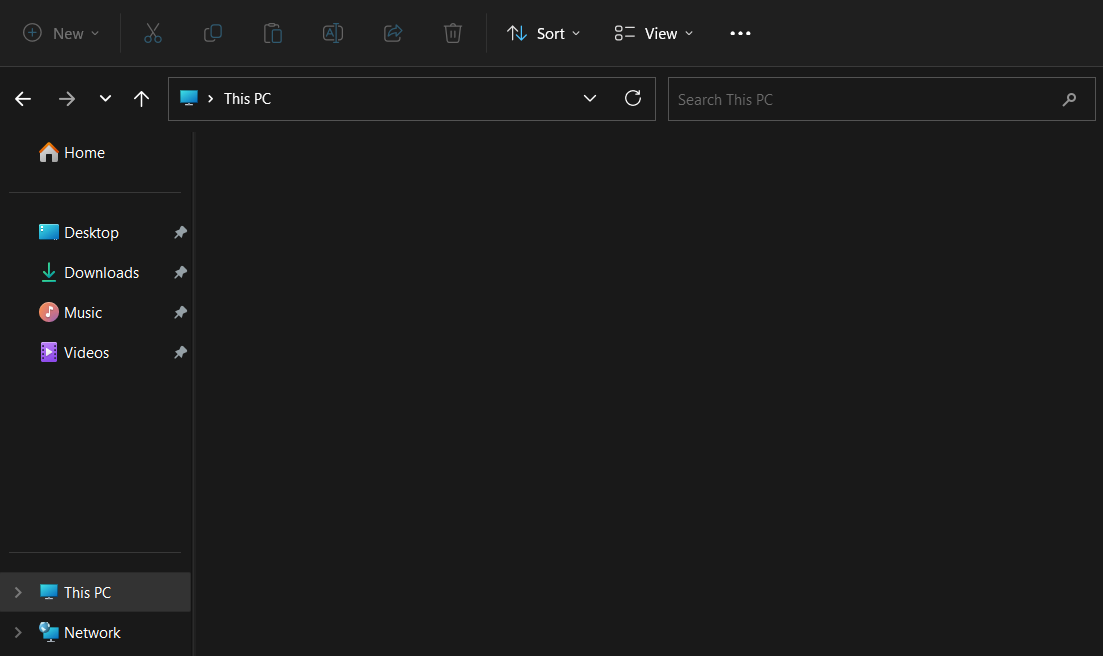 New
Sort
View
This PC
Search This PC
Home
Desktop
Downloads
Music
Videos
This PC
Network